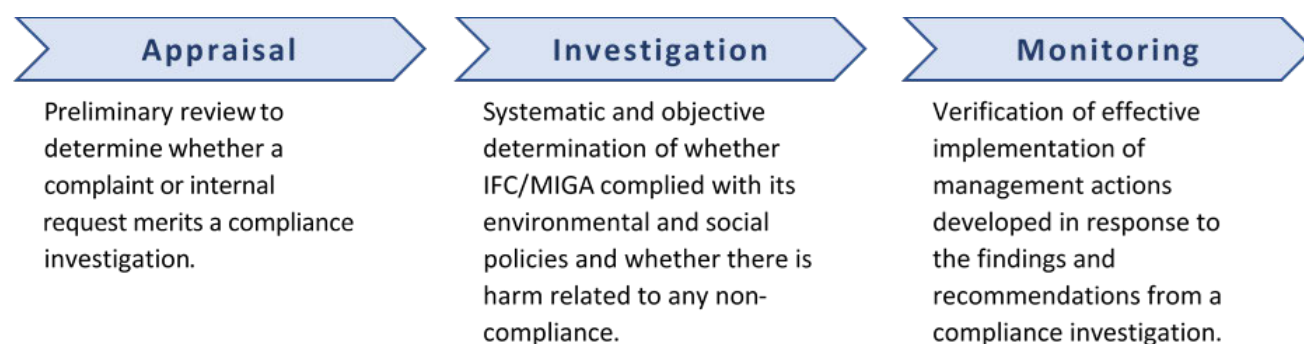 Appraisal
Preliminary review to
determine whether a
complaint or internal
request merits a compliance
investigation.
Investigation
Systematic and objective
determination of whether
IFC/MIGA complied with its
environmental and social
policies and whether there is
harm related to any non-
compliance.
Monitoring
Verification of effective
implementation of
management actions
developed in response to
the findings and
recommendations from a
compliance investigation.